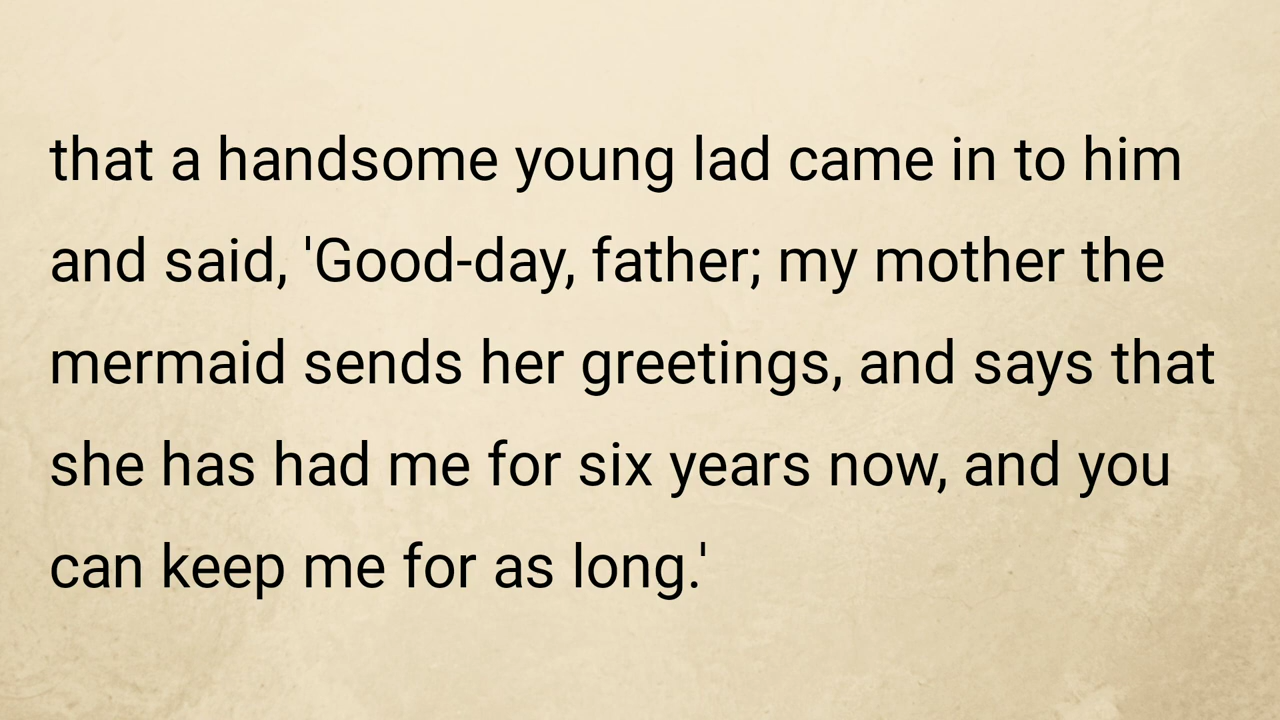 that a handsome young lad came in to him
and said, 'Good-day, father; my mother the
mermaid sends her greetings, and says that
she has had me for six years now, and you
can keep me for as long.'